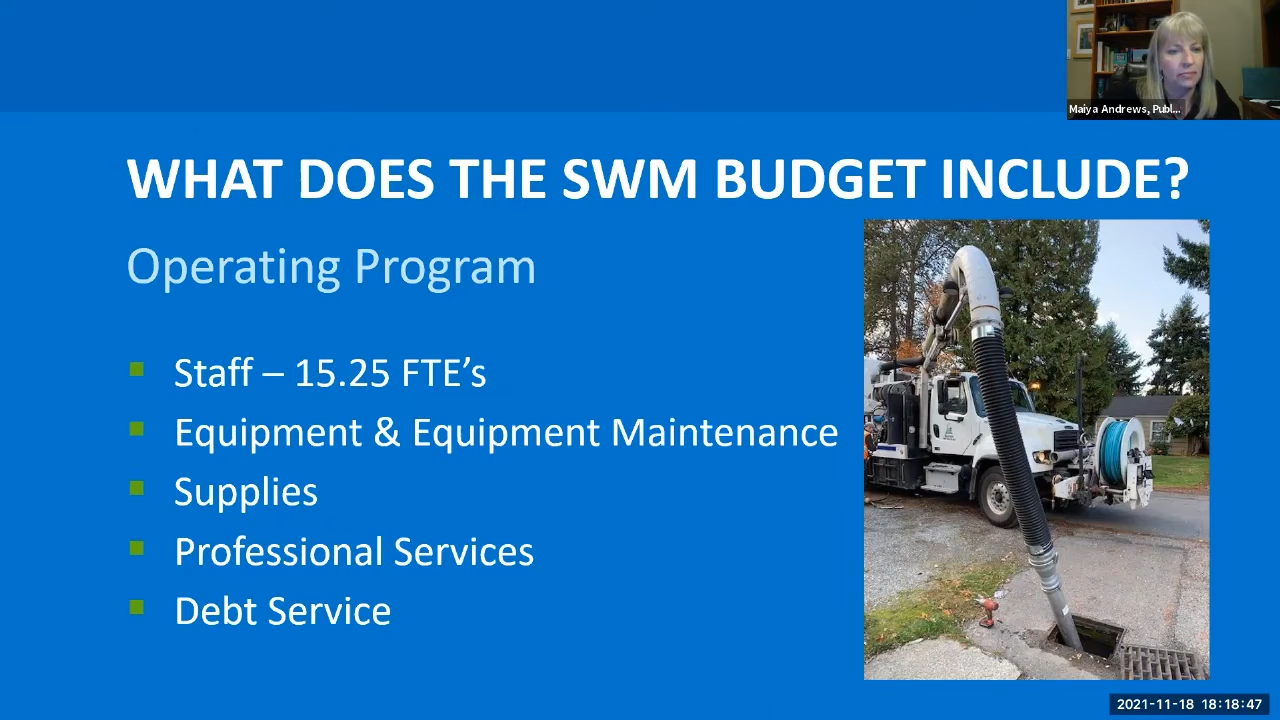 Maiya Andrews, Publ...
WHAT DOES THE SWM BUDGET INCLUDE?
Operating Program
Staff – 15.25 FTE’s
Equipment & Equipment Maintenance
Supplies
Professional Services
Debt Service
2021-11-18 18:18:47